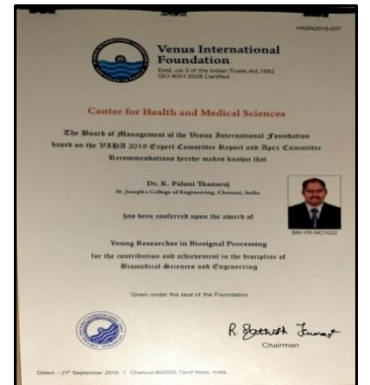 HASN2019-037
Venus International
Foundation
Estd. u/s 3 of the Indian Trusts Act,1882
ISO 9001:2008 Certified
Center for Health and Medical Sciences
The Board of Management of the Venus International Foundation
based on the VIHA 2019 Expert Committee Report and Apex Committee
Recommendations hereby makes known that
Dr. K. Palani Thanaraj
St. Joseph's College of Engineering, Chennai, India
has been conferred upon the award of
BM-YR-NC1022
Young Researcher in Biosignal Processing
for the contribution and achievement in the discipline of
Biomedical Sciences and Engineering
Given under the seal of the Foundation
Chairman
Dated : 21st September 2019 | Chennai-600056, Tamil Nadu, India